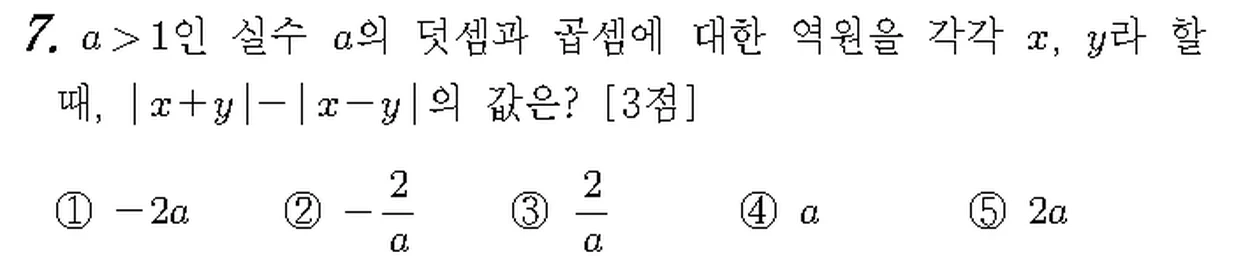 7. a>1인 실수 a의 덧셈과 곱셈에 대한 역원을 각각 x, y라 할
때, |x+y|-|x-y|의 값은? [3점]
① -2a ② -2/a ③ 2/a ④ a ⑤ 2a